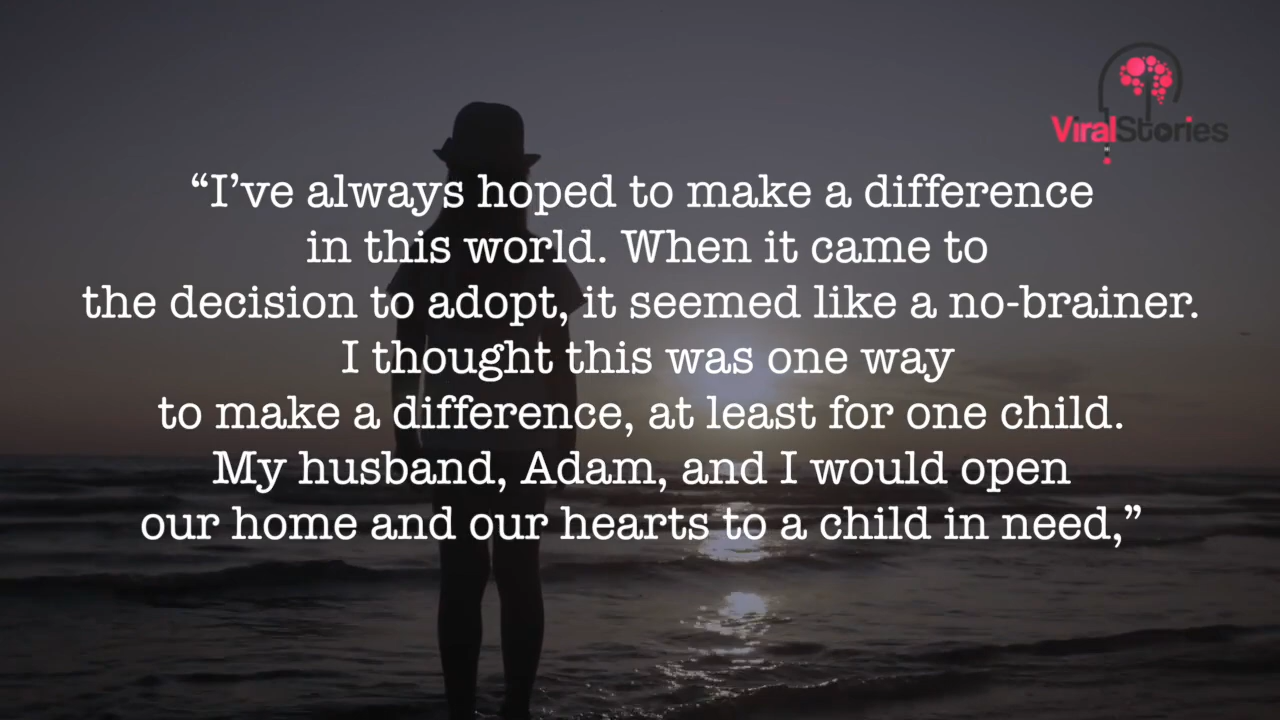 ViralStories
“I’ve always hoped to make a difference
in this world. When it came to
the decision to adopt, it seemed like a no-brainer.
I thought this was one way
to make a difference, at least for one child.
My husband, Adam, and I would open
our home and our hearts to a child in need,”